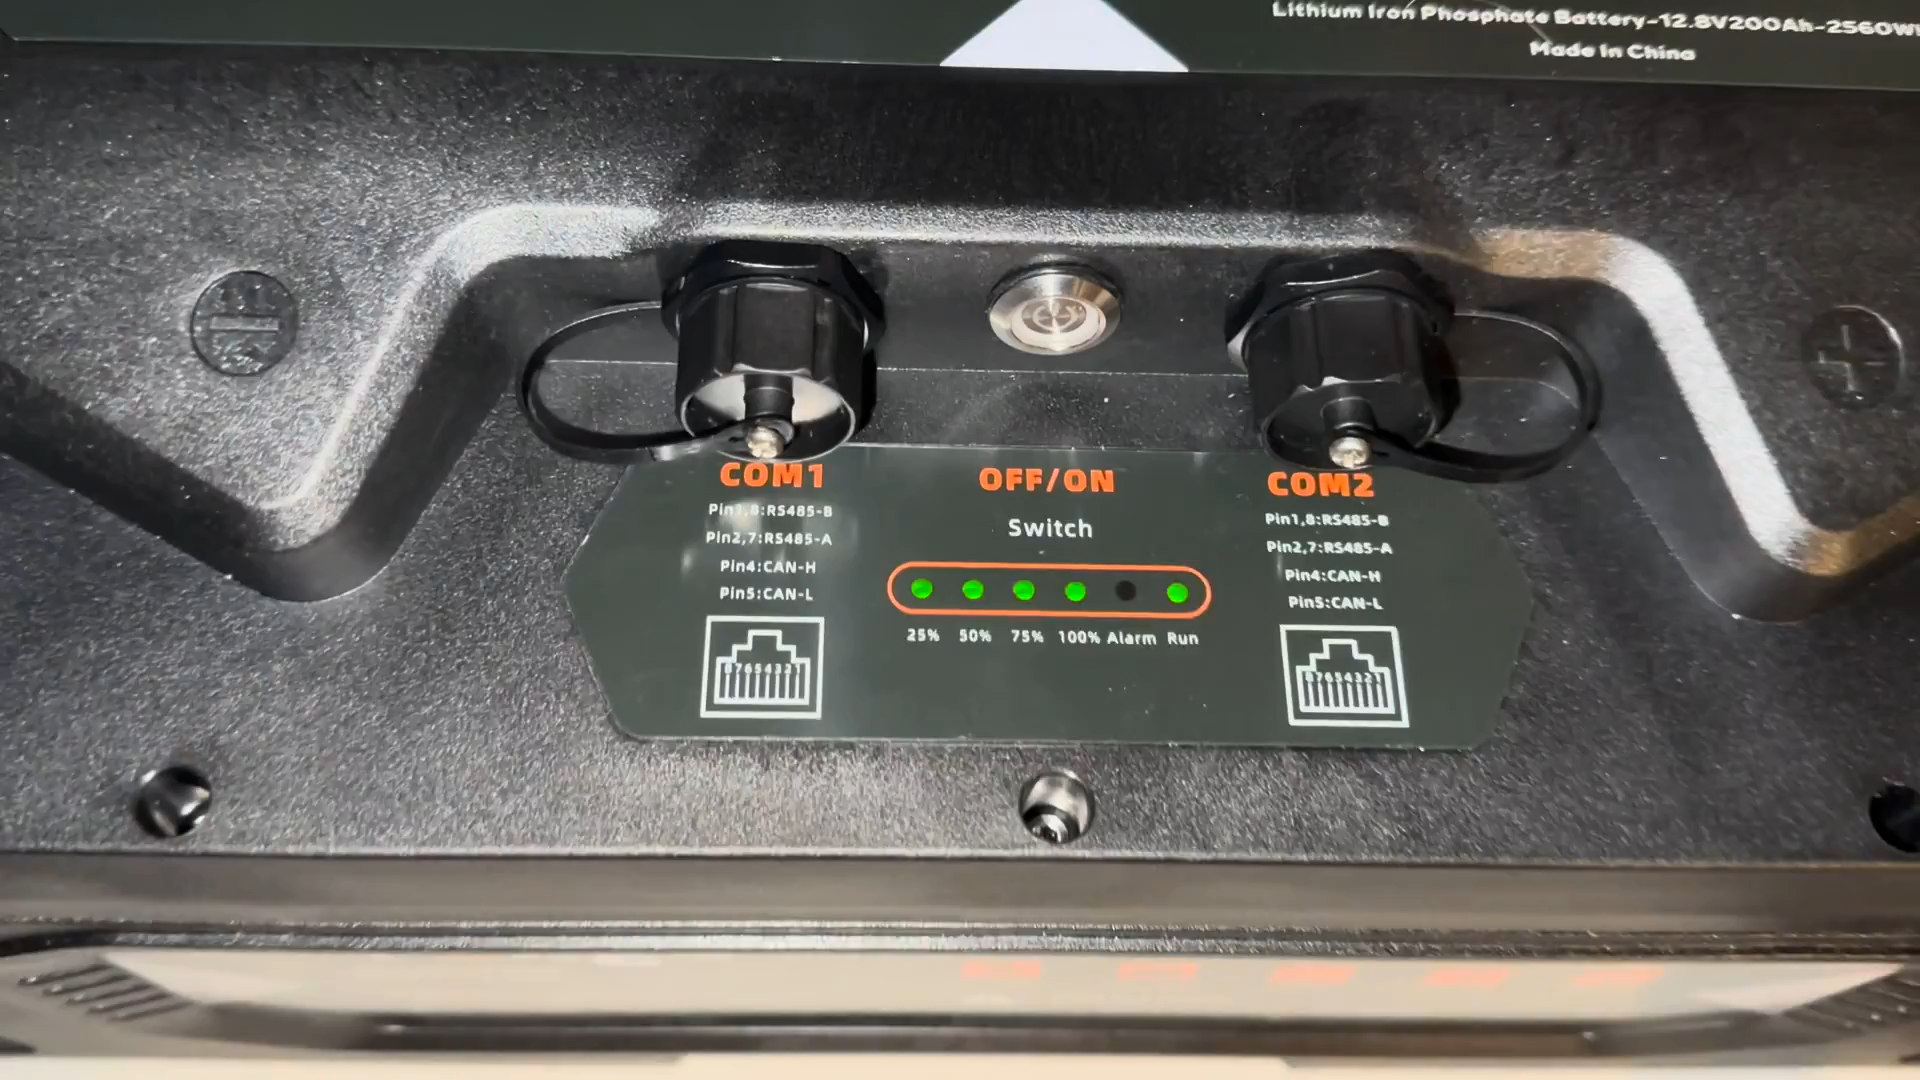 Lithium Iron Phosphate Battery-12.8V200Ah-2560W
Made In China
COM1
OFF/ON
COM2
Pin1,8:RS485-B
Pin2,7:RS485-A
Pin4:CAN-H
Pin5:CAN-L
Switch
Pin1,8:RS485-B
Pin2,7:RS485-A
Pin4:CAN-H
Pin5:CAN-L
25% 50% 75% 100% Alarm Run
87654321
87654321